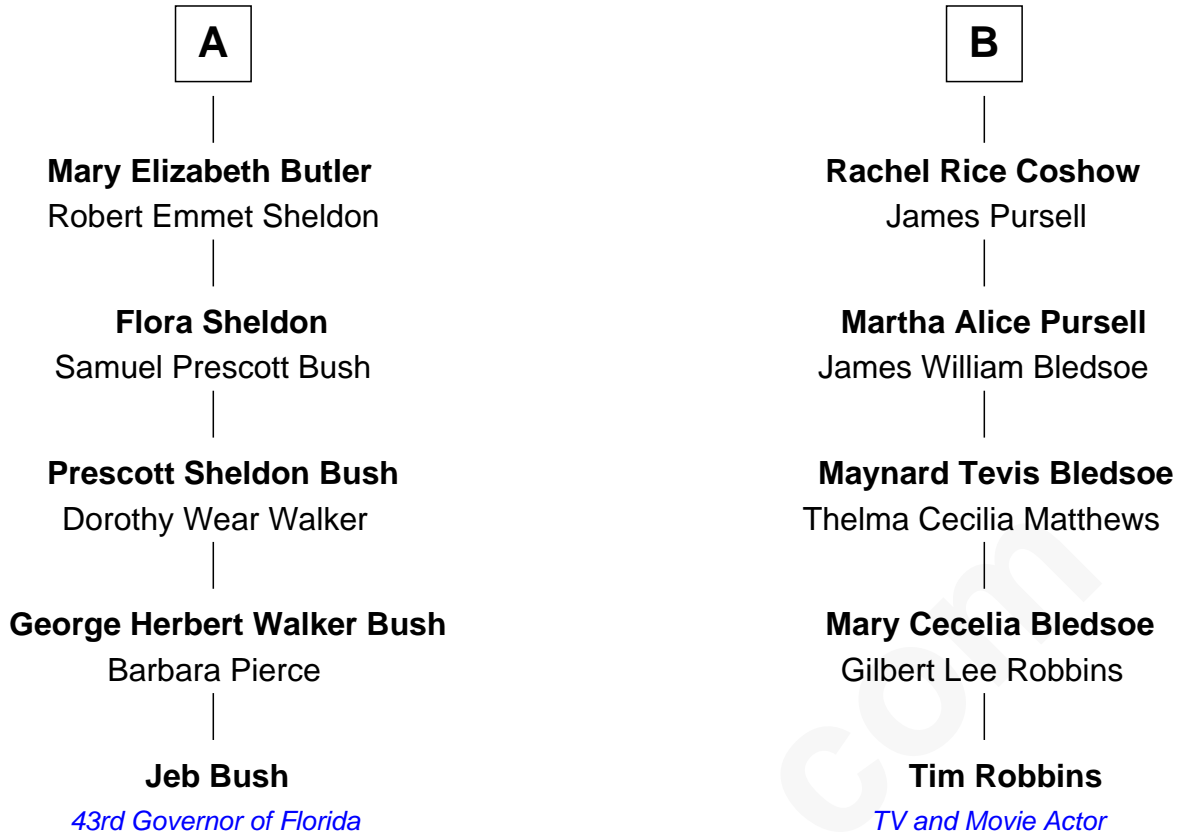 A
Mary Elizabeth Butler
Robert Emmet Sheldon
Flora Sheldon
Samuel Prescott Bush
Prescott Sheldon Bush
Dorothy Wear Walker
George Herbert Walker Bush
Barbara Pierce
Jeb Bush
43rd Governor of Florida
B
Rachel Rice Coshow
James Pursell
Martha Alice Pursell
James William Bledsoe
Maynard Tevis Bledsoe
Thelma Cecilia Matthews
Mary Cecelia Bledsoe
Gilbert Lee Robbins
Tim Robbins
TV and Movie Actor
com